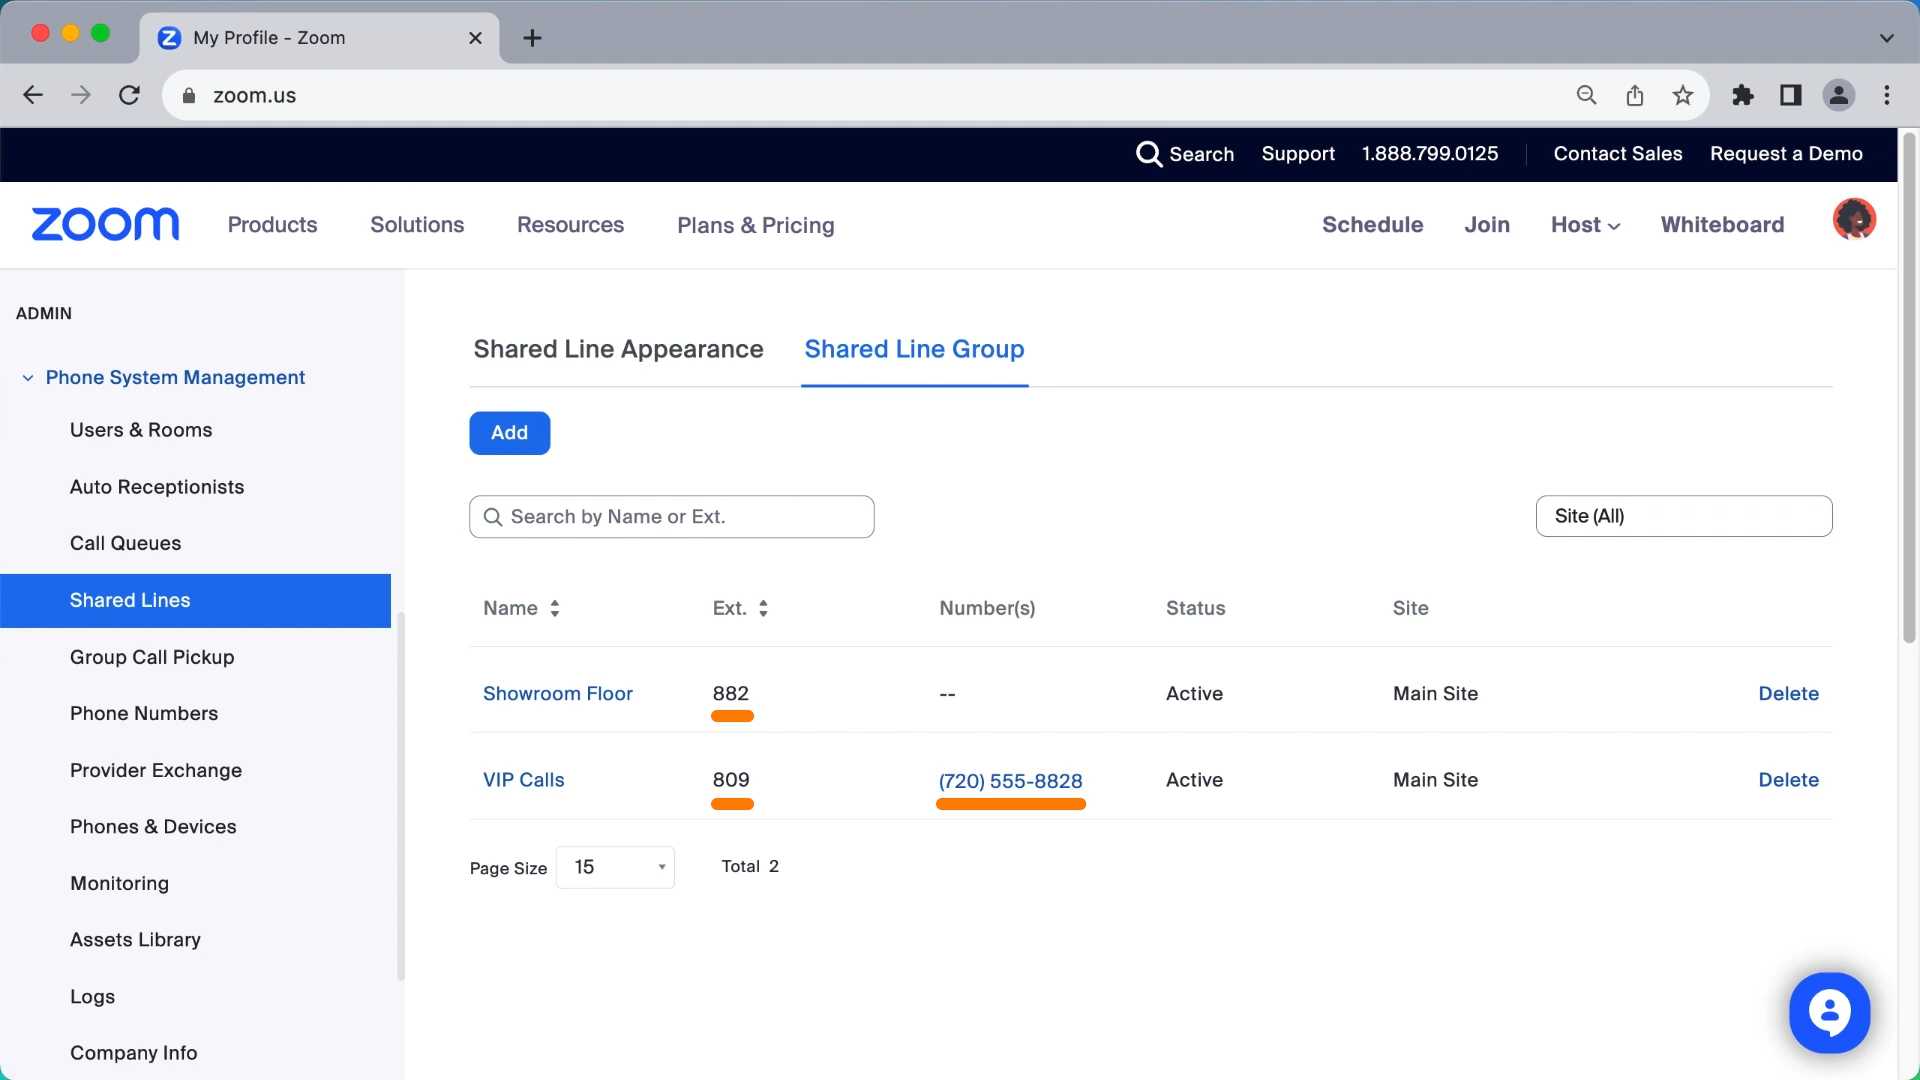 My Profile - Zoom
zoom.us
Search Support 1.888.799.0125 Contact Sales Request a Demo
zoom Products Solutions Resources Plans & Pricing Schedule Join Host Whiteboard
ADMIN
Phone System Management
Users & Rooms
Auto Receptionists
Call Queues
Shared Lines
Group Call Pickup
Phone Numbers
Provider Exchange
Phones & Devices
Monitoring
Assets Library
Logs
Company Info
Shared Line Appearance Shared Line Group
Add
Search by Name or Ext. Site (All)
Name Ext. Number(s) Status Site
Showroom Floor 882 -- Active Main Site Delete
VIP Calls 809 (720) 555-8828 Active Main Site Delete
Page Size 15 Total 2